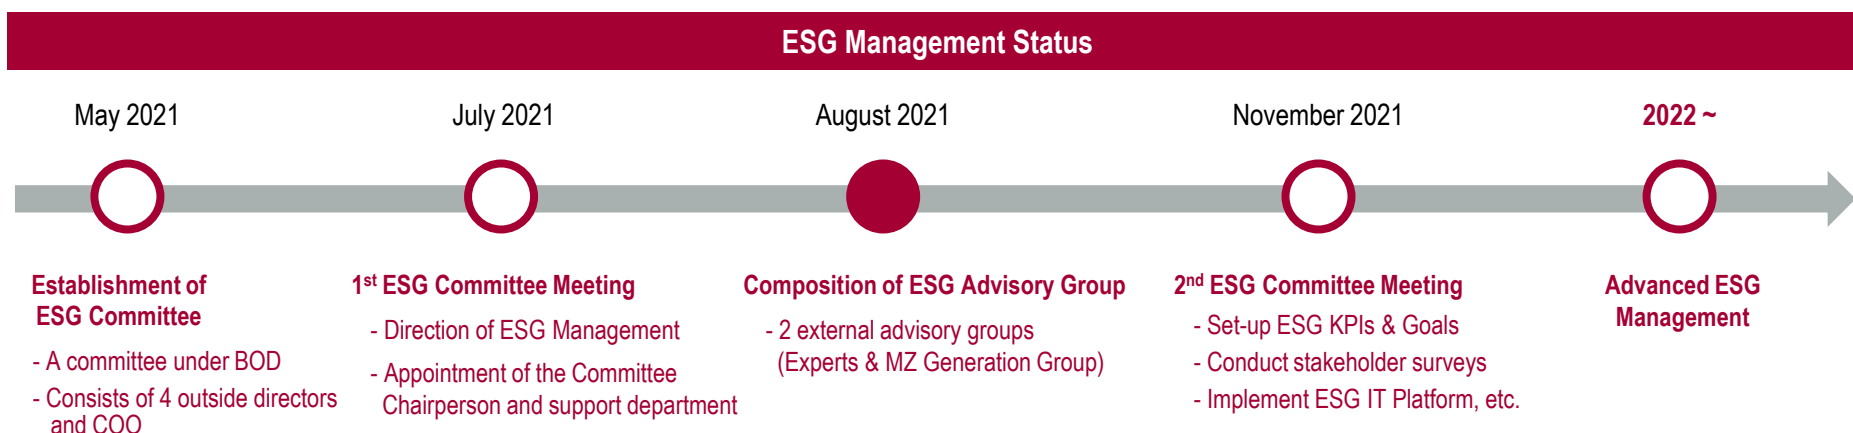 ESG Management Status
May 2021
July 2021
August 2021
November 2021
2022 ~
Establishment of
ESG Committee
- A committee under BOD
- Consists of 4 outside directors
and COO
1st ESG Committee Meeting
- Direction of ESG Management
- Appointment of the Committee
Chairperson and support department
Composition of ESG Advisory Group
- 2 external advisory groups
(Experts & MZ Generation Group)
2nd ESG Committee Meeting
- Set-up ESG KPIs & Goals
- Conduct stakeholder surveys
- Implement ESG IT Platform, etc.
Advanced ESG
Management